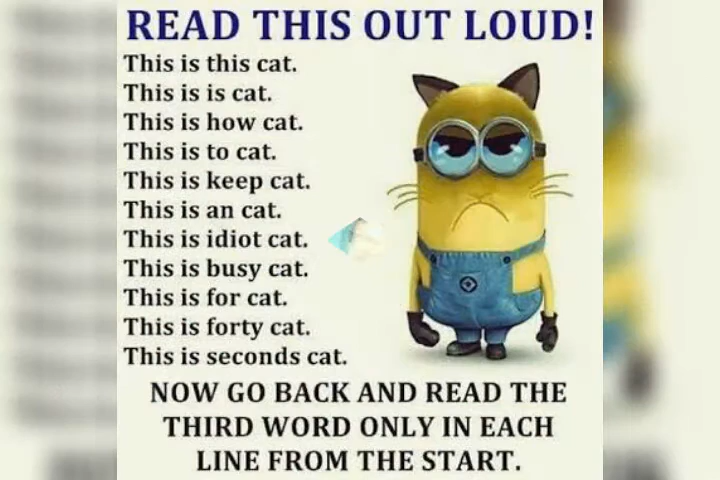 READ THIS OUT LOUD!
This is this cat.
This is is cat.
This is how cat.
This is to cat.
This is keep cat.
This is an cat.
This is idiot cat.
This is busy cat.
This is for cat.
This is forty cat.
This is seconds cat.
NOW GO BACK AND READ THE
THIRD WORD ONLY IN EACH
LINE FROM THE START.